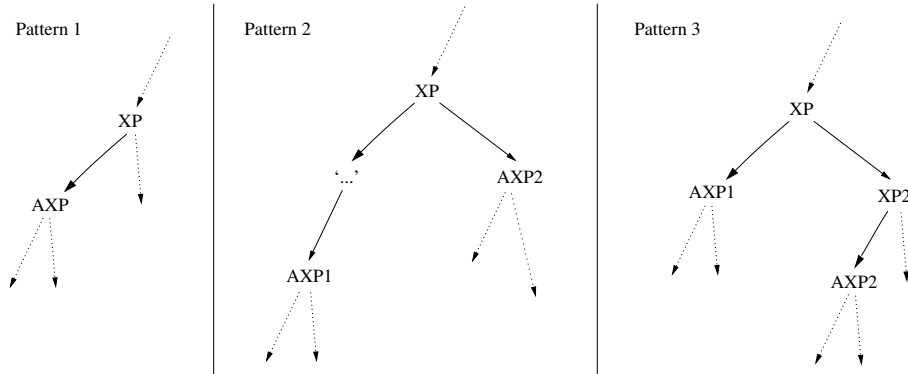 Pattern 1
XP
AXP
Pattern 2
XP
‘...’
AXP2
AXP1
Pattern 3
XP
AXP1
XP2
AXP2